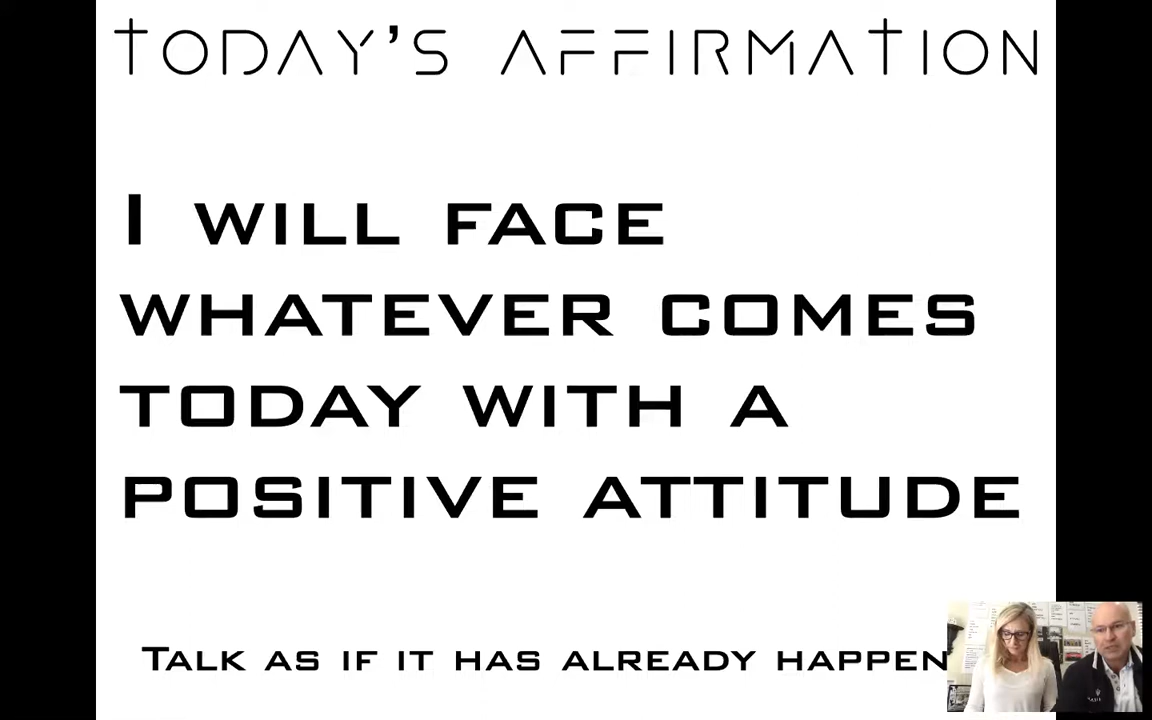 TODAY'S AFFIRMATION
I WILL FACE
WHATEVER COMES
TODAY WITH A
POSITIVE ATTITUDE
TALK AS IF IT HAS ALREADY HAPPEN